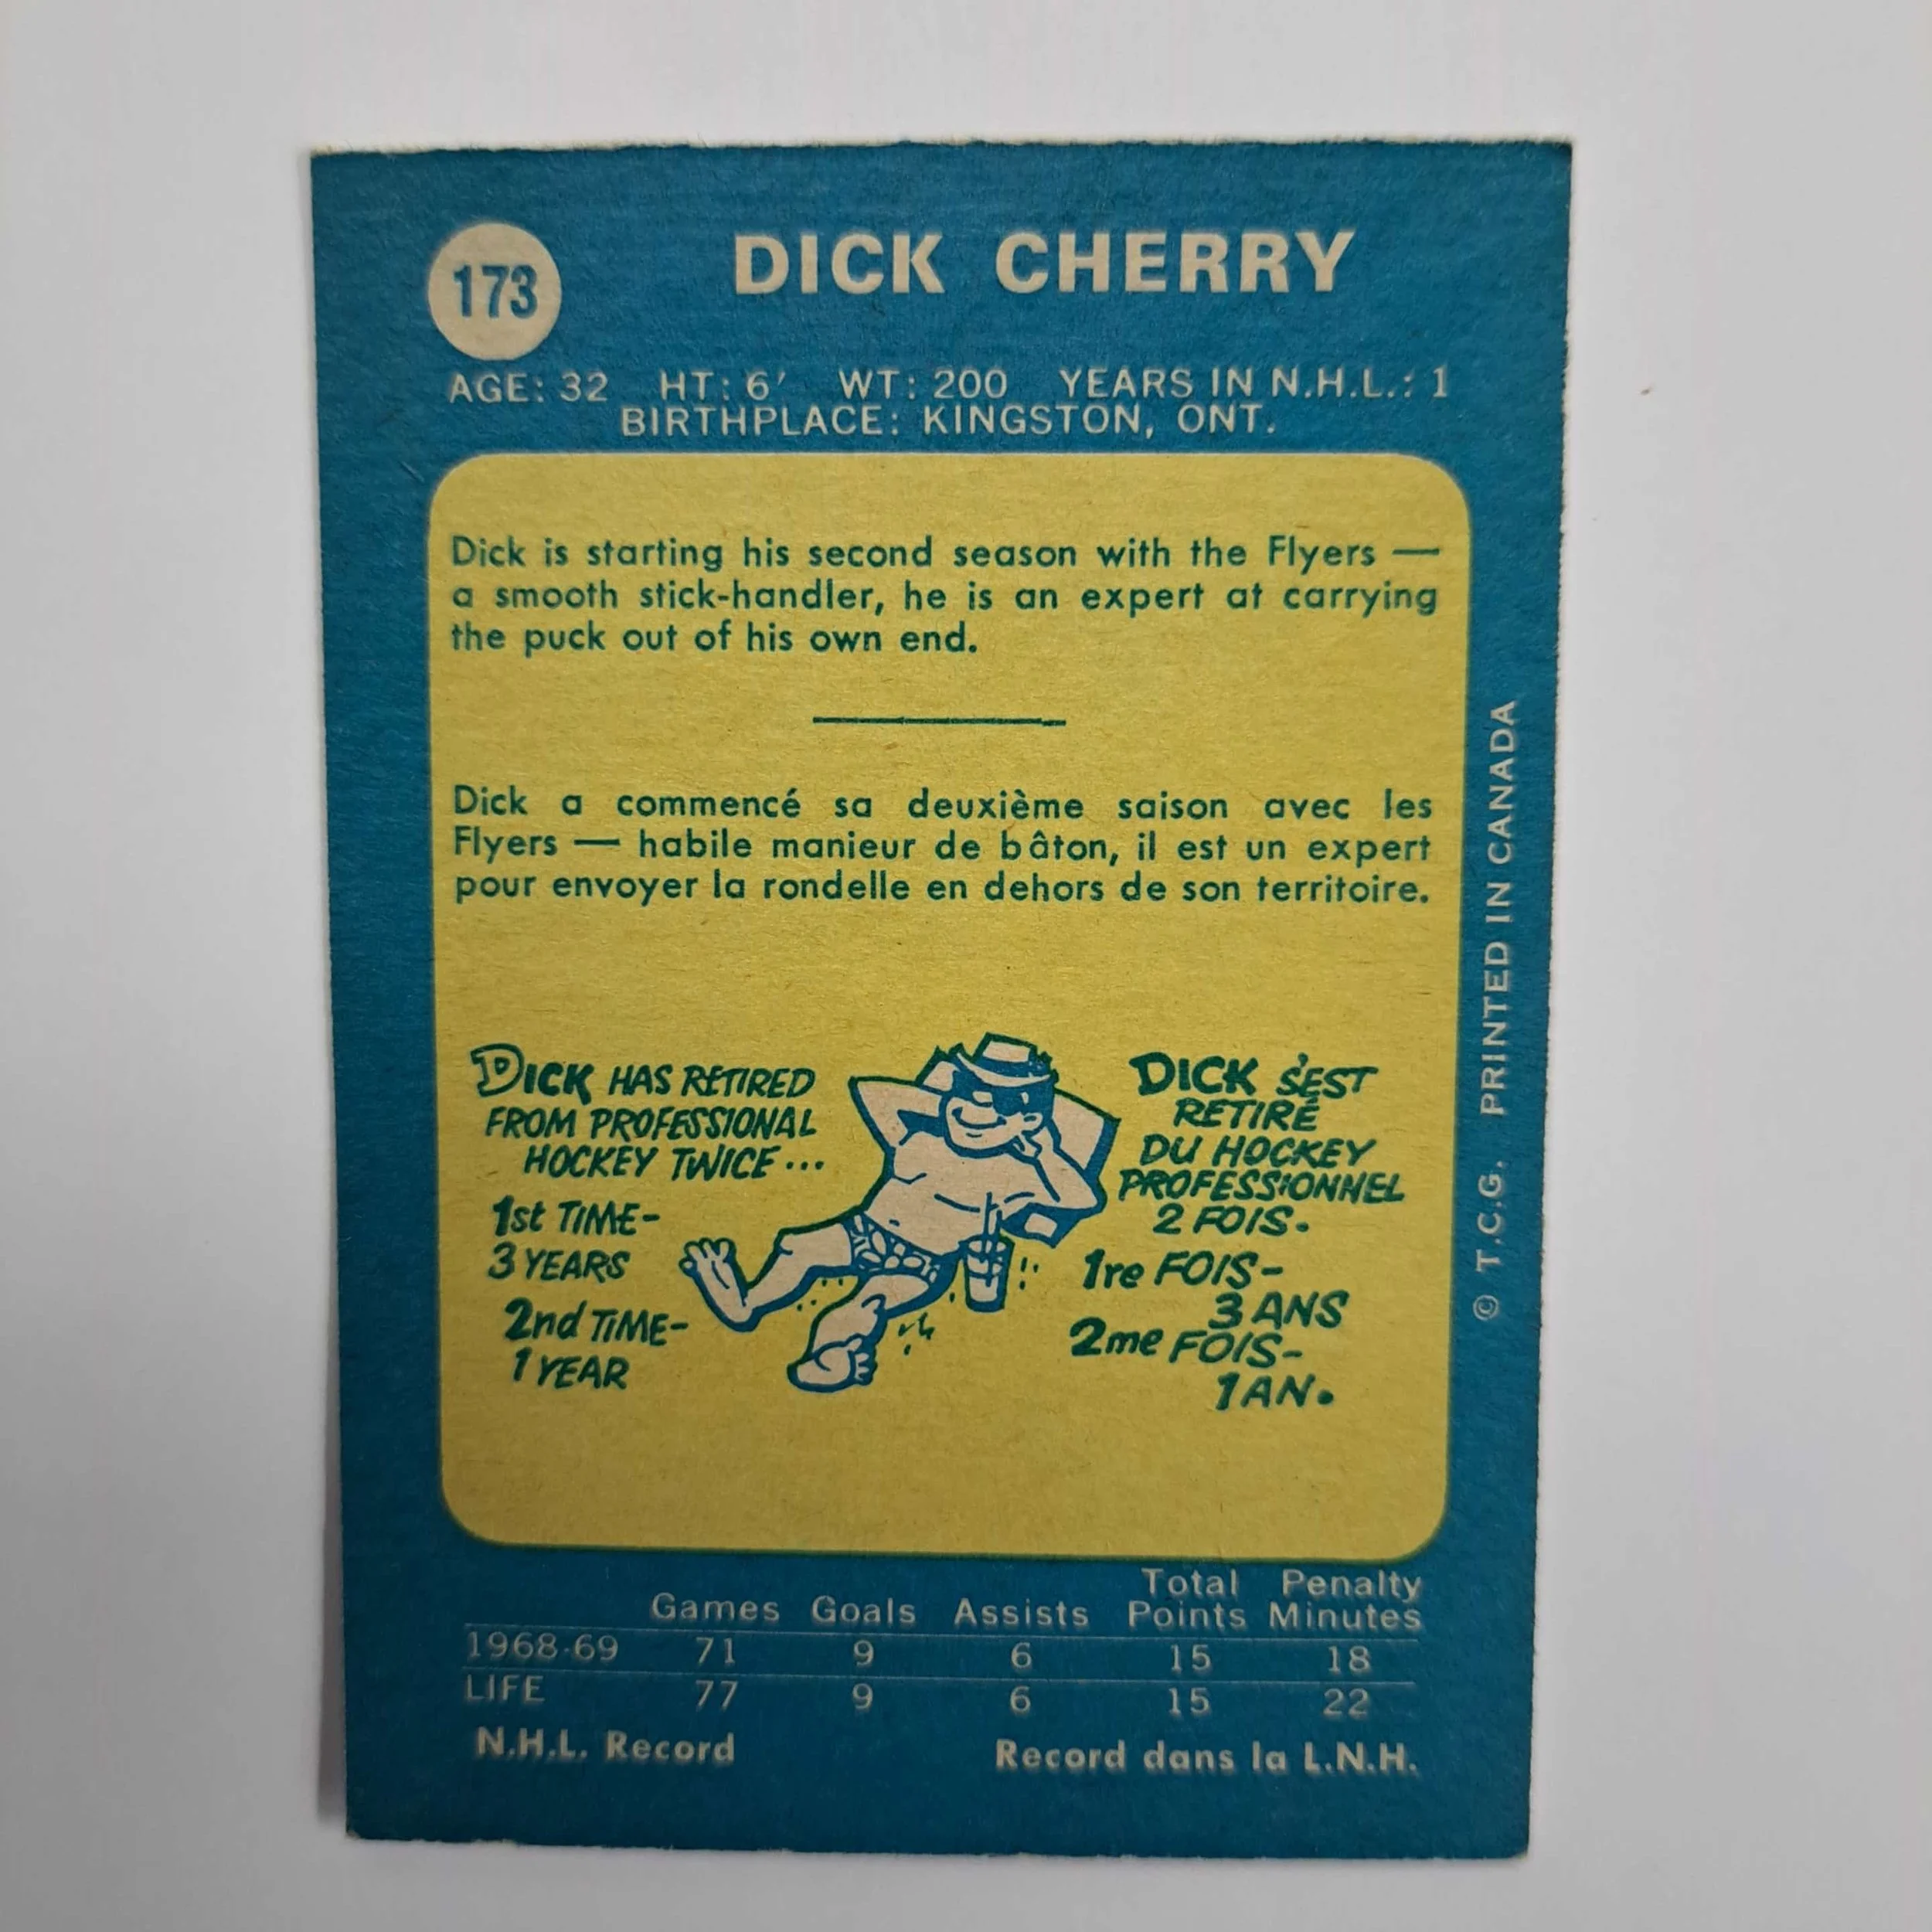 173
DICK CHERRY
AGE: 32 HT: 6' WT: 200 YEARS IN N.H.L.: 1
BIRTHPLACE: KINGSTON, ONT.
Dick is starting his second season with the Flyers —
a smooth stick-handler, he is an expert at carrying
the puck out of his own end.
Dick a commencé sa deuxième saison avec les
Flyers — habile manieur de bâton, il est un expert
pour envoyer la rondelle en dehors de son territoire.
DICK HAS RETIRED
FROM PROFESSIONAL
HOCKEY TWICE...
1st TIME-
3 YEARS
2nd TIME-
1 YEAR
DICK S'EST
RETIRÉ
DU HOCKEY
PROFESSIONNEL
2 FOIS.
1re FOIS-
3 ANS
2me FOIS-
1 AN.
© T.C.G. PRINTED IN CANADA
Games Goals Assists Total Points Penalty Minutes
1968-69 71 9 6 15 18
LIFE 77 9 6 15 22
N.H.L. Record Record dans la L.N.H.